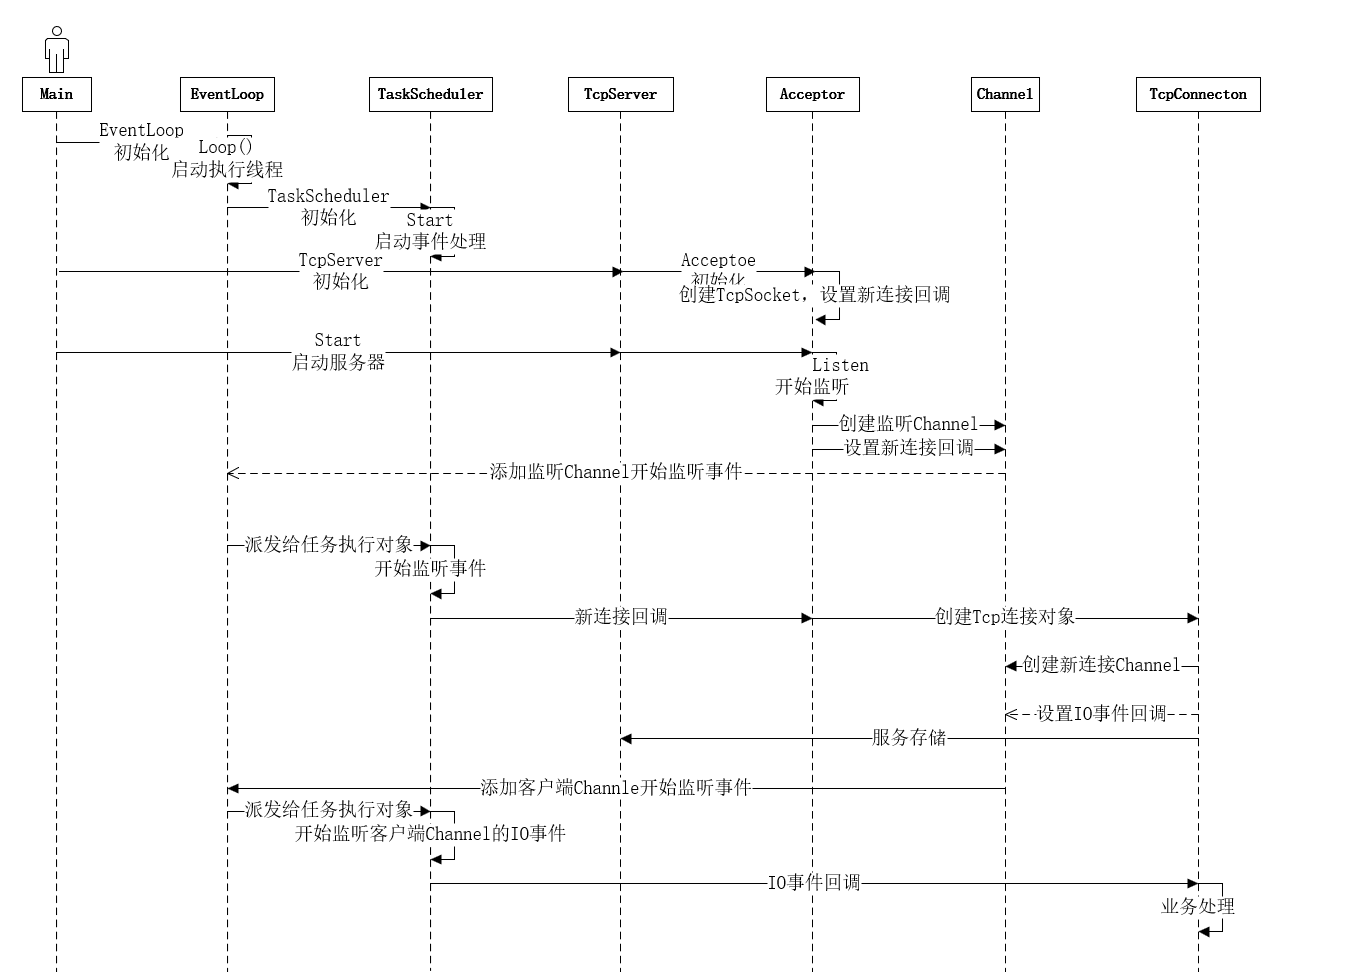 Main
EventLoop
TaskScheduler
TcpServer
Acceptor
Channel
TcpConnecton
EventLoop
初始化
Loop()
启动执行线程
TaskScheduler
初始化
Start
启动事件处理
TcpServer
初始化
Acceptoe
初始化
创建TcpSocket，设置新连接回调
Start
启动服务器
Listen
开始监听
创建监听Channel
设置新连接回调
添加监听Channel开始监听事件
派发给任务执行对象
开始监听事件
新连接回调
创建Tcp连接对象
创建新连接Channel
设置IO事件回调
服务存储
添加客户端Channle开始监听事件
派发给任务执行对象
开始监听客户端Channel的IO事件
IO事件回调
业务处理